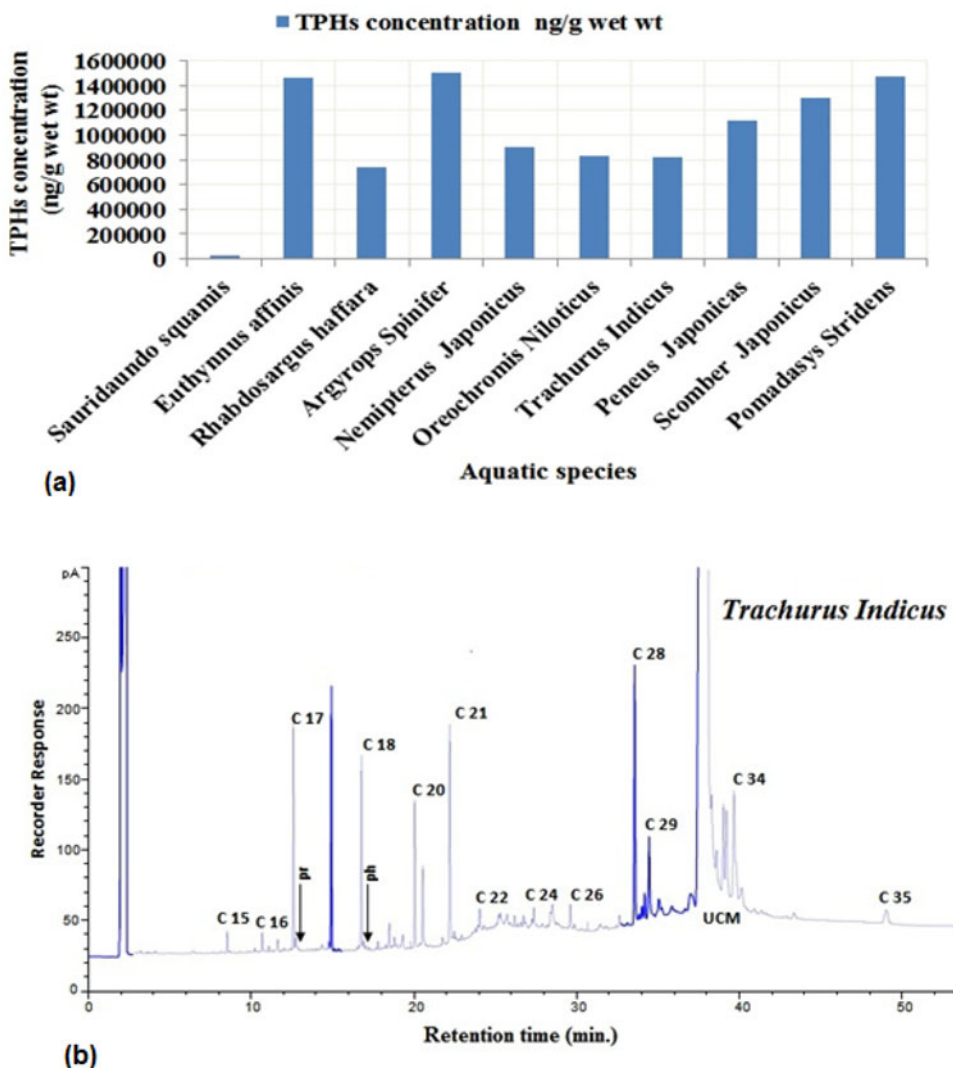 TPHs concentration ng/g wet wt
TPHs concentration
(ng/g wet wt)
1600000
1400000
1200000
1000000
800000
600000
400000
200000
0
Sauridaundo squamis
Euthynnus affinis
Rhabdosargus haffara
Argyrops Spinifer
Nemipterus Japonicus
Oreochromis Niloticus
Trachurus Indicus
Peneus Japonicas
Scomber Japonicus
Pomadasys Stridens
Aquatic species
(a)
pA
250
200
150
100
50
0
Recorder Response
Trachurus Indicus
C 15
C 16
C 17
pr
C 18
ph
C 20
C 21
C 22
C 24
C 26
C 28
C 29
UCM
C 34
C 35
0
10
20
30
40
50
Retention time (min.)
(b)